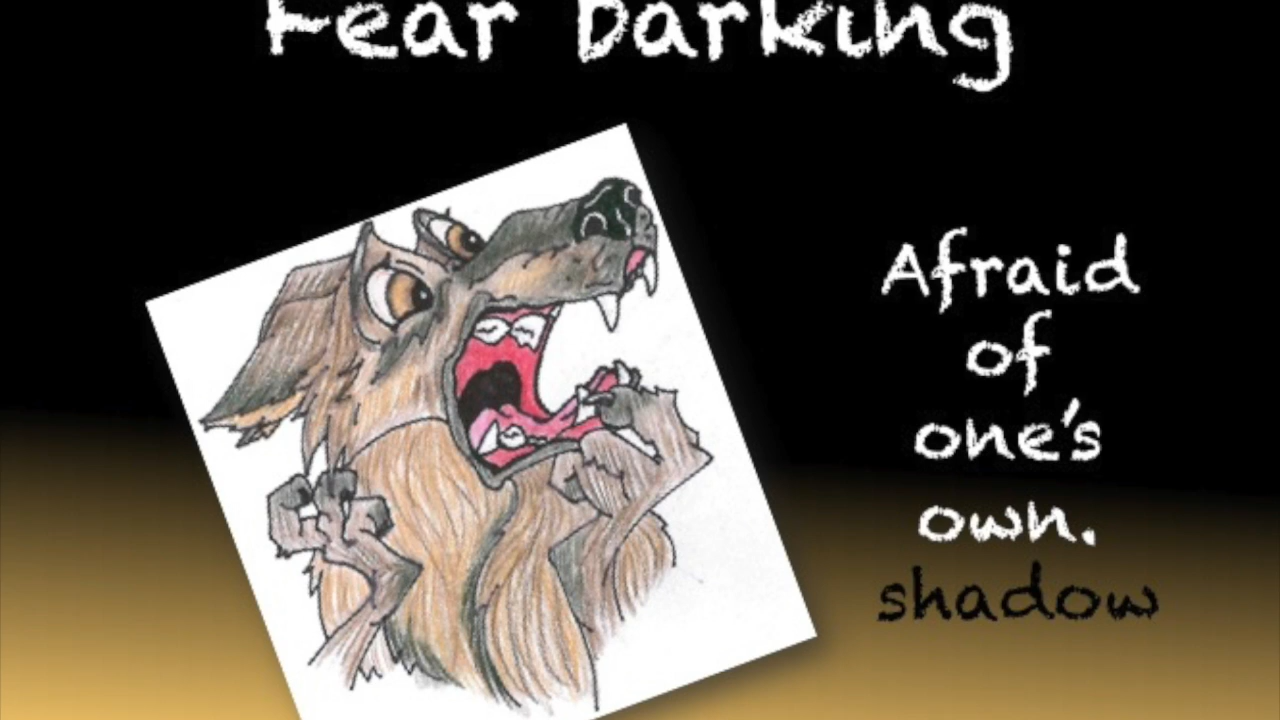 Fear barking
Afraid
of
one's
own.
shadow